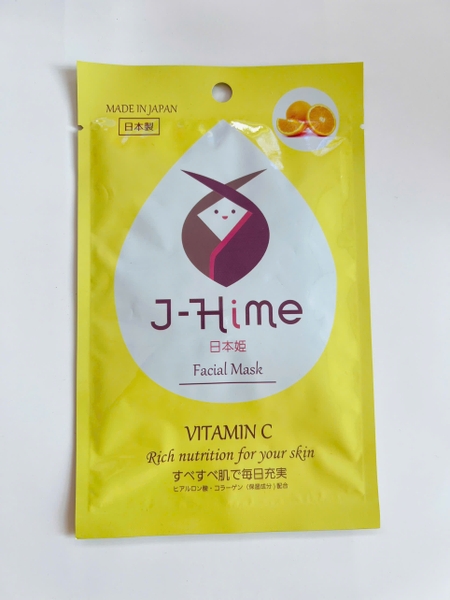 MADE IN JAPAN
日本製
J-Hime
日本姫
Facial Mask
VITAMIN C
Rich nutrition for your skin
すべすべ肌で毎日充実
ヒアルロン酸・コラーゲン（保湿成分）配合